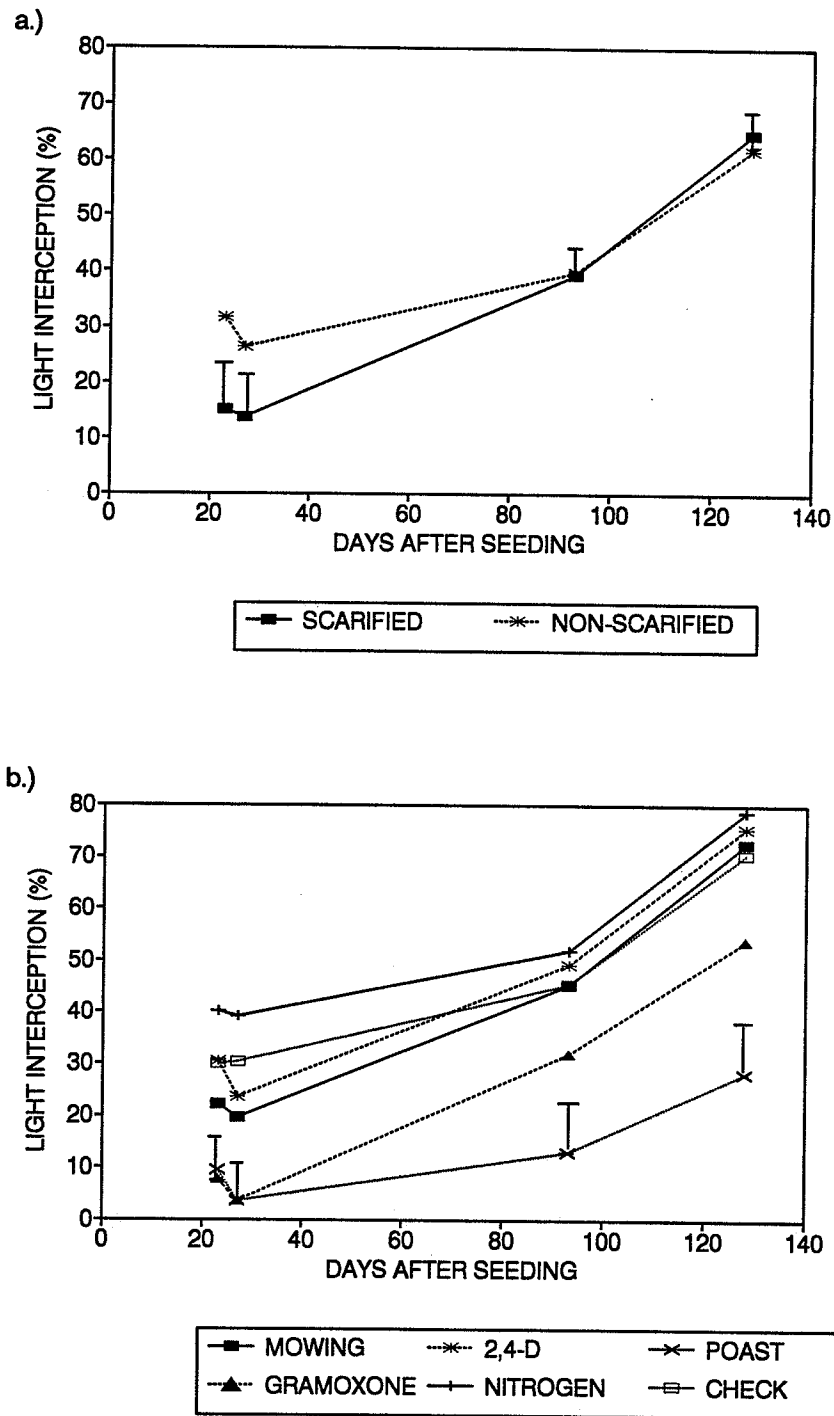 a.)
80
70
60
50
40
30
20
10
0
LIGHT INTERCEPTION (%)
0 20 40 60 80 100 120 140
DAYS AFTER SEEDING
SCARIFIED NON-SCARIFIED
b.)
80
70
60
50
40
30
20
10
0
LIGHT INTERCEPTION (%)
0 20 40 60 80 100 120 140
DAYS AFTER SEEDING
MOWING 2,4-D POAST
GRAMOXONE NITROGEN CHECK